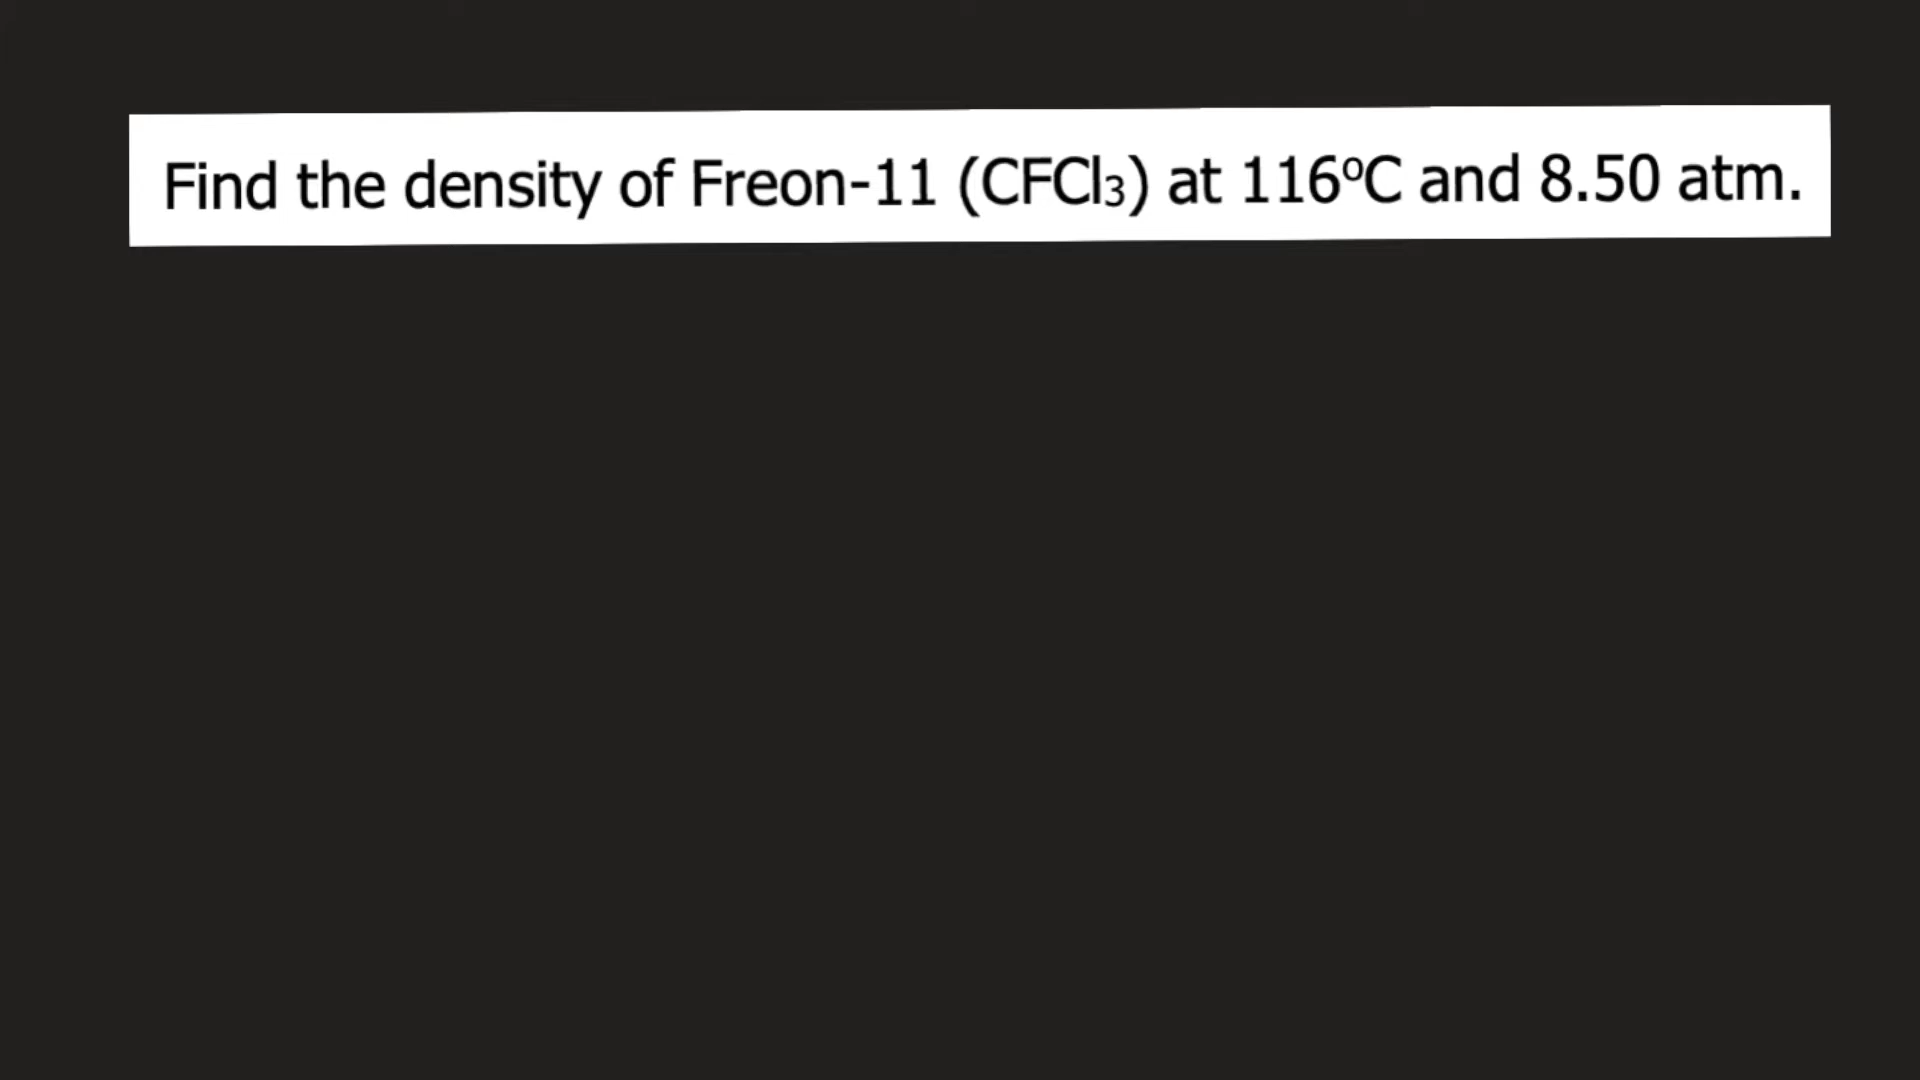 Find the density of Freon-11 (CFCl₃) at 116ºC and 8.50 atm.